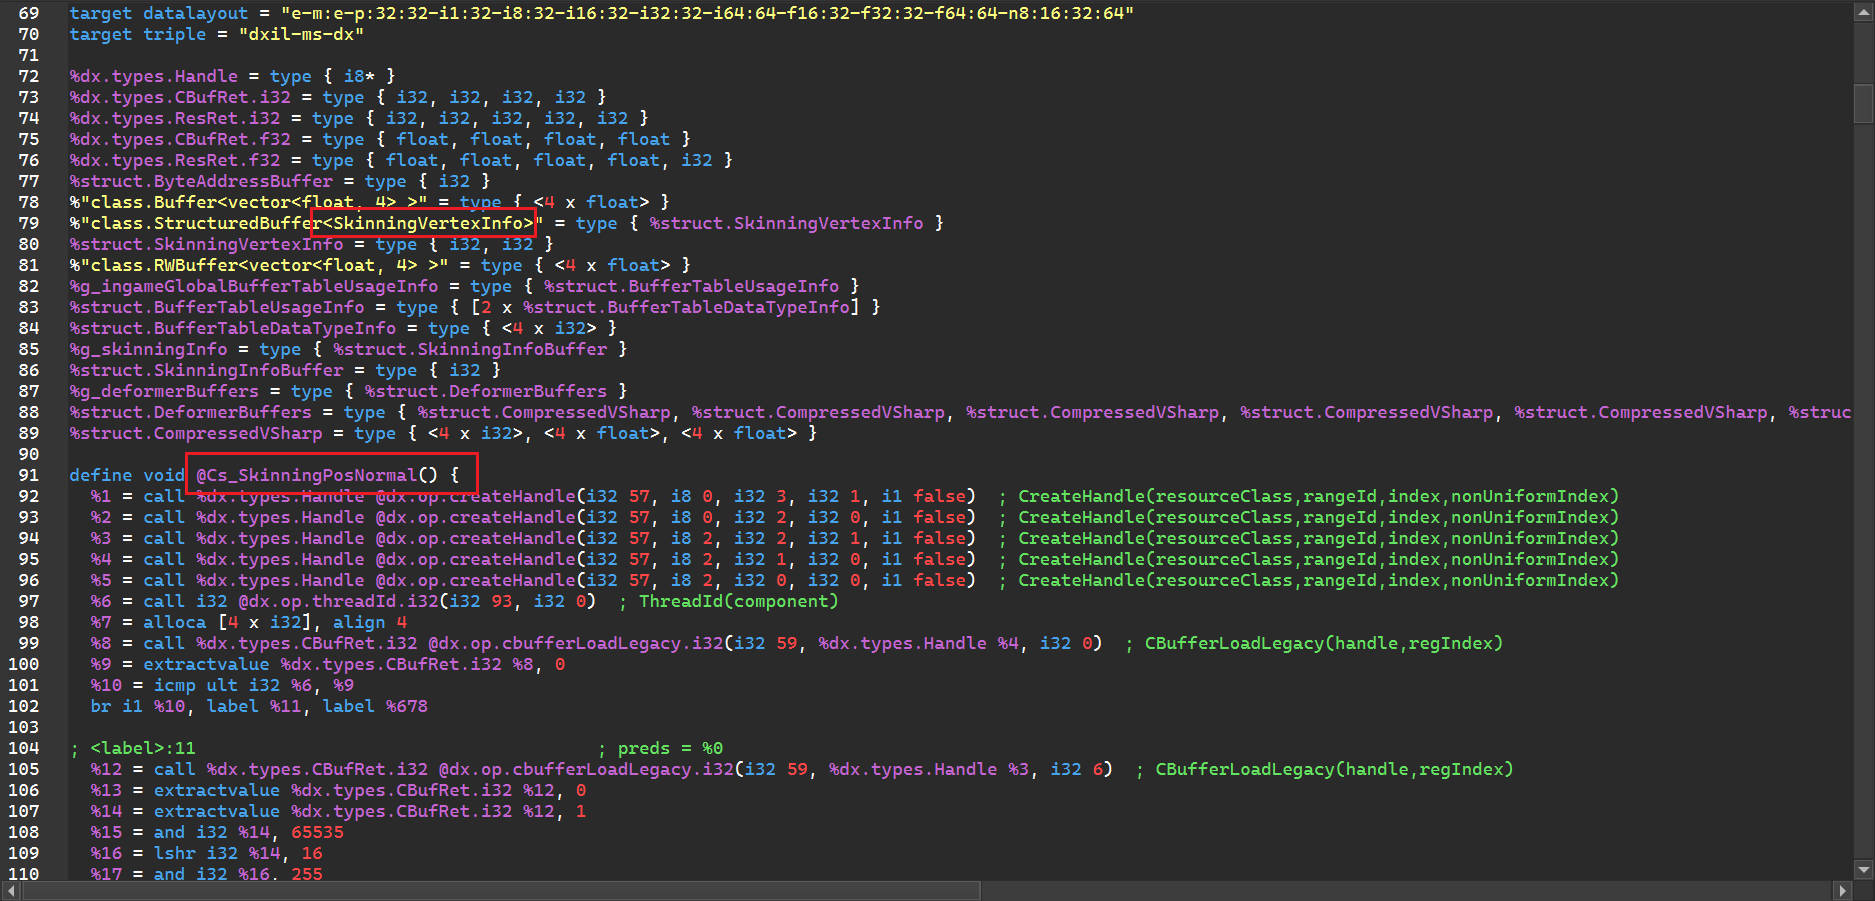 69 target datalayout = "e-m:e-p:32:32-i1:32-i8:32-i16:32-i32:32-i64:64-f16:32-f32:32-f64:64-n8:16:32:64"
70 target triple = "dxil-ms-dx"
71
72 %dx.types.Handle = type { i8* }
73 %dx.types.CBufRet.i32 = type { i32, i32, i32, i32 }
74 %dx.types.ResRet.i32 = type { i32, i32, i32, i32, i32 }
75 %dx.types.CBufRet.f32 = type { float, float, float, float }
76 %dx.types.ResRet.f32 = type { float, float, float, float, i32 }
77 %struct.ByteAddressBuffer = type { i32 }
78 %"class.Buffer<vector<float, 4> >" = type { <4 x float> }
79 %"class.StructuredBuffer<SkinningVertexInfo>" = type { %struct.SkinningVertexInfo }
80 %struct.SkinningVertexInfo = type { i32, i32 }
81 %"class.RWBuffer<vector<float, 4> >" = type { <4 x float> }
82 %g_ingameGlobalBufferTableUsageInfo = type { %struct.BufferTableUsageInfo }
83 %struct.BufferTableUsageInfo = type { [2 x %struct.BufferTableDataTypeInfo] }
84 %struct.BufferTableDataTypeInfo = type { <4 x i32> }
85 %g_skinningInfo = type { %struct.SkinningInfoBuffer }
86 %struct.SkinningInfoBuffer = type { i32 }
87 %g_deformerBuffers = type { %struct.DeformerBuffers }
88 %struct.DeformerBuffers = type { %struct.CompressedVSharp, %struct.CompressedVSharp, %struct.CompressedVSharp, %struct.CompressedVSharp, %struct.CompressedVSharp, %struc
89 %struct.CompressedVSharp = type { <4 x i32>, <4 x float>, <4 x float> }
90
91 define void @Cs_SkinningPosNormal() {
92 %1 = call %dx.types.Handle @dx.op.createHandle(i32 57, i8 0, i32 3, i32 1, i1 false) ; CreateHandle(resourceClass,rangeId,index,nonUniformIndex)
93 %2 = call %dx.types.Handle @dx.op.createHandle(i32 57, i8 0, i32 2, i32 0, i1 false) ; CreateHandle(resourceClass,rangeId,index,nonUniformIndex)
94 %3 = call %dx.types.Handle @dx.op.createHandle(i32 57, i8 2, i32 2, i32 1, i1 false) ; CreateHandle(resourceClass,rangeId,index,nonUniformIndex)
95 %4 = call %dx.types.Handle @dx.op.createHandle(i32 57, i8 2, i32 1, i32 0, i1 false) ; CreateHandle(resourceClass,rangeId,index,nonUniformIndex)
96 %5 = call %dx.types.Handle @dx.op.createHandle(i32 57, i8 2, i32 0, i32 0, i1 false) ; CreateHandle(resourceClass,rangeId,index,nonUniformIndex)
97 %6 = call i32 @dx.op.threadId.i32(i32 93, i32 0) ; ThreadId(component)
98 %7 = alloca [4 x i32], align 4
99 %8 = call %dx.types.CBufRet.i32 @dx.op.cbufferLoadLegacy.i32(i32 59, %dx.types.Handle %4, i32 0) ; CBufferLoadLegacy(handle,regIndex)
100 %9 = extractvalue %dx.types.CBufRet.i32 %8, 0
101 %10 = icmp ult i32 %6, %9
102 br i1 %10, label %11, label %678
103
104 ; <label>:11 ; preds = %0
105 %12 = call %dx.types.CBufRet.i32 @dx.op.cbufferLoadLegacy.i32(i32 59, %dx.types.Handle %3, i32 6) ; CBufferLoadLegacy(handle,regIndex)
106 %13 = extractvalue %dx.types.CBufRet.i32 %12, 0
107 %14 = extractvalue %dx.types.CBufRet.i32 %12, 1
108 %15 = and i32 %14, 65535
109 %16 = lshr i32 %14, 16
110 %17 = and i32 %16, 255